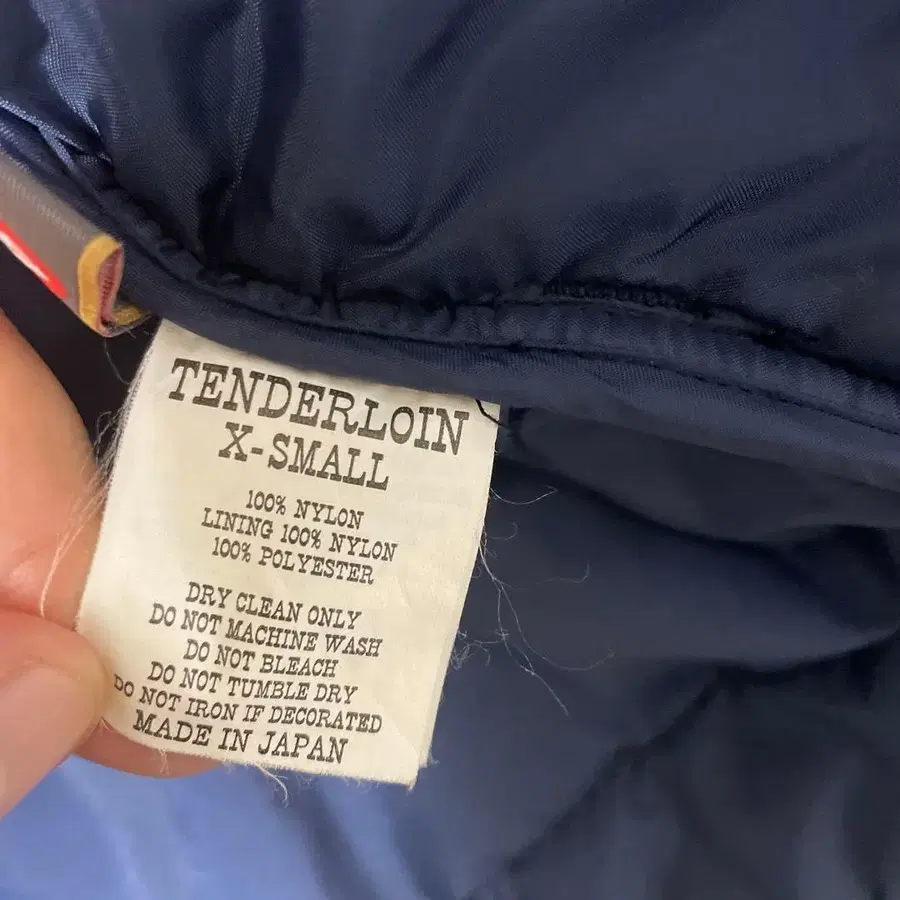 TENDERLOIN
X-SMALL
100% NYLON
LINING 100% NYLON
100% POLYESTER
DRY CLEAN ONLY
DO NOT MACHINE WASH
DO NOT BLEACH
DO NOT TUMBLE DRY
DO NOT IRON IF DECORATED
MADE IN JAPAN